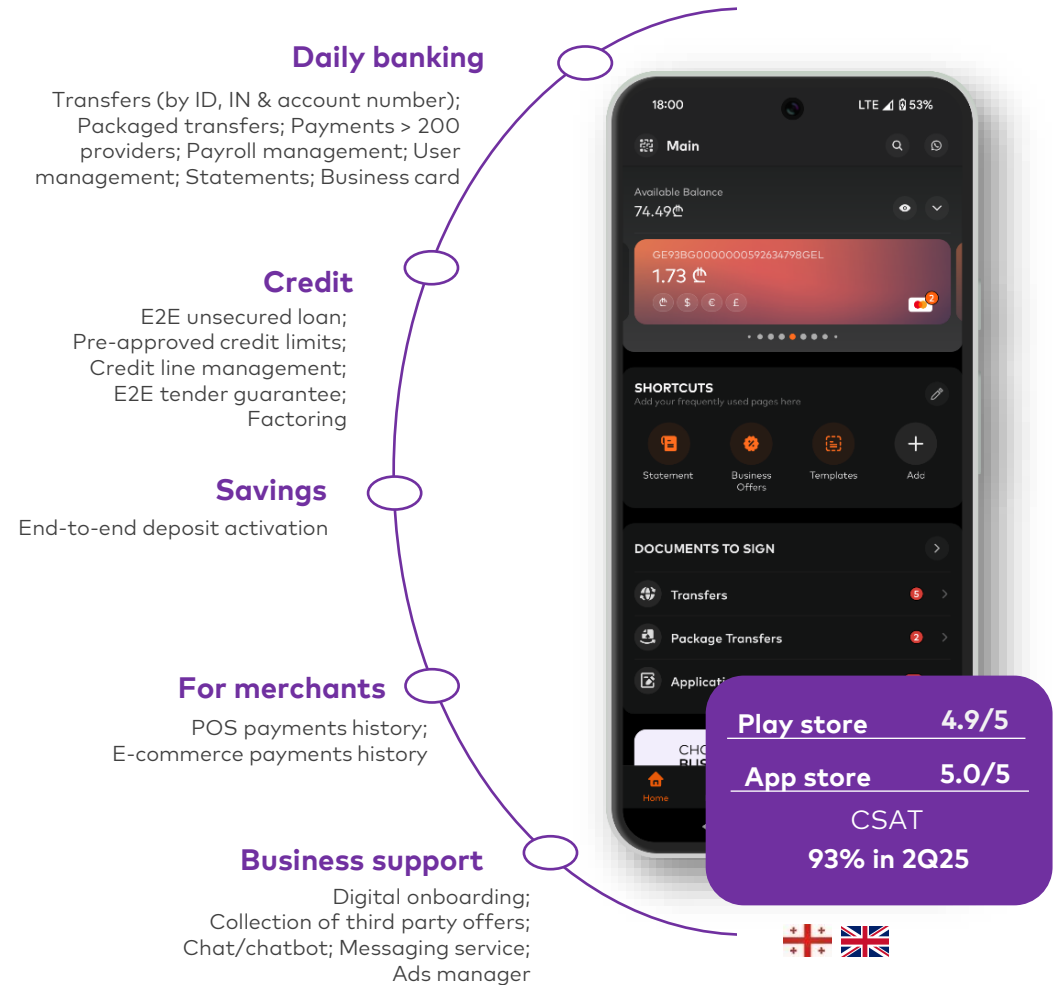 Daily banking
Transfers (by ID, IN & account number);
Packaged transfers; Payments > 200
providers; Payroll management; User
management; Statements; Business card
Credit
E2E unsecured loan;
Pre-approved credit limits;
Credit line management;
E2E tender guarantee;
Factoring
Savings
End-to-end deposit activation
For merchants
POS payments history;
E-commerce payments history
Business support
Digital onboarding;
Collection of third party offers;
Chat/chatbot; Messaging service;
Ads manager
18:00 LTE 53%
Main
Available Balance
74.49₾
GE93BG0000000592634798GEL
1.73 ₾
₾ $ € £
2
SHORTCUTS
Add your frequently used pages here
Statement
Business
Offers
Templates
Add
DOCUMENTS TO SIGN
Transfers 5
Package Transfers 2
Home
Play store 4.9/5
App store 5.0/5
CSAT
93% in 2Q25